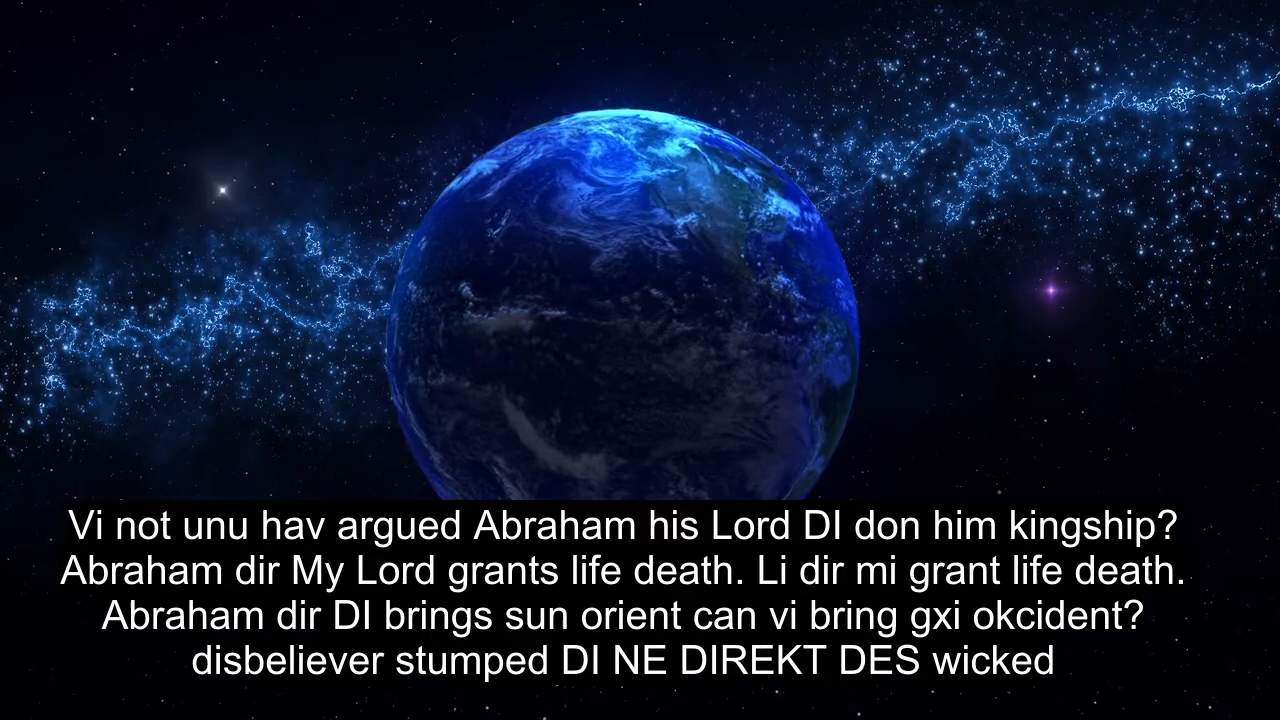 Vi not unu hav argued Abraham his Lord DI don him kingship?
Abraham dir My Lord grants life death. Li dir mi grant life death.
Abraham dir DI brings sun orient can vi bring gxi okcident?
disbeliever stumped DI NE DIREKT DES wicked